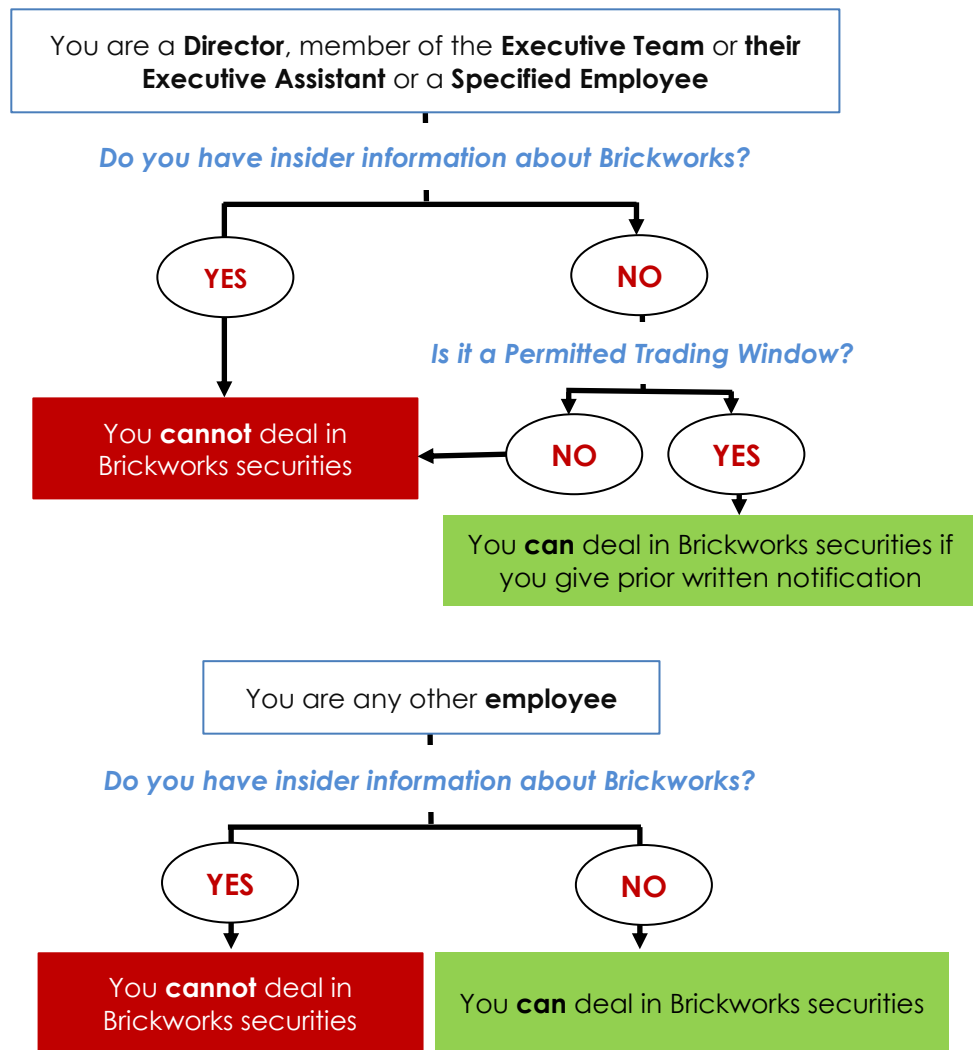 You are a Director, member of the Executive Team or their
Executive Assistant or a Specified Employee
Do you have insider information about Brickworks?
YES
NO
Is it a Permitted Trading Window?
You cannot deal in
Brickworks securities
NO
YES
You can deal in Brickworks securities if
you give prior written notification
You are any other employee
Do you have insider information about Brickworks?
YES
NO
You cannot deal in
Brickworks securities
You can deal in Brickworks securities